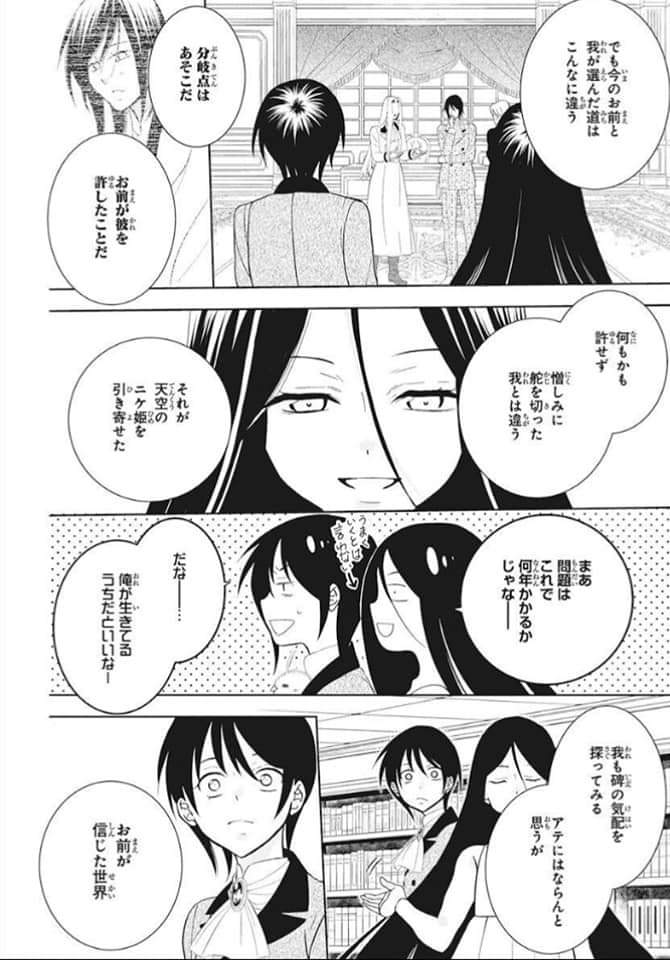 でも今のお前と
我が選んだ道は
こんなに違う
分岐点は
あそこだ
お前が彼を
許したことだ
何もかも
許せず
憎しみに
舵を切った
我とは違う
それが
天空の
ニケ姫を
引き寄せた
まあ
問題は
これで
何年かかるか
じゃな――
うまく
いくとは
言わない
だな――…
俺が生きてる
うちだといいなー
我も碑の気配を
探ってみる
アテにはならんと
思うが
お前が
信じた世界